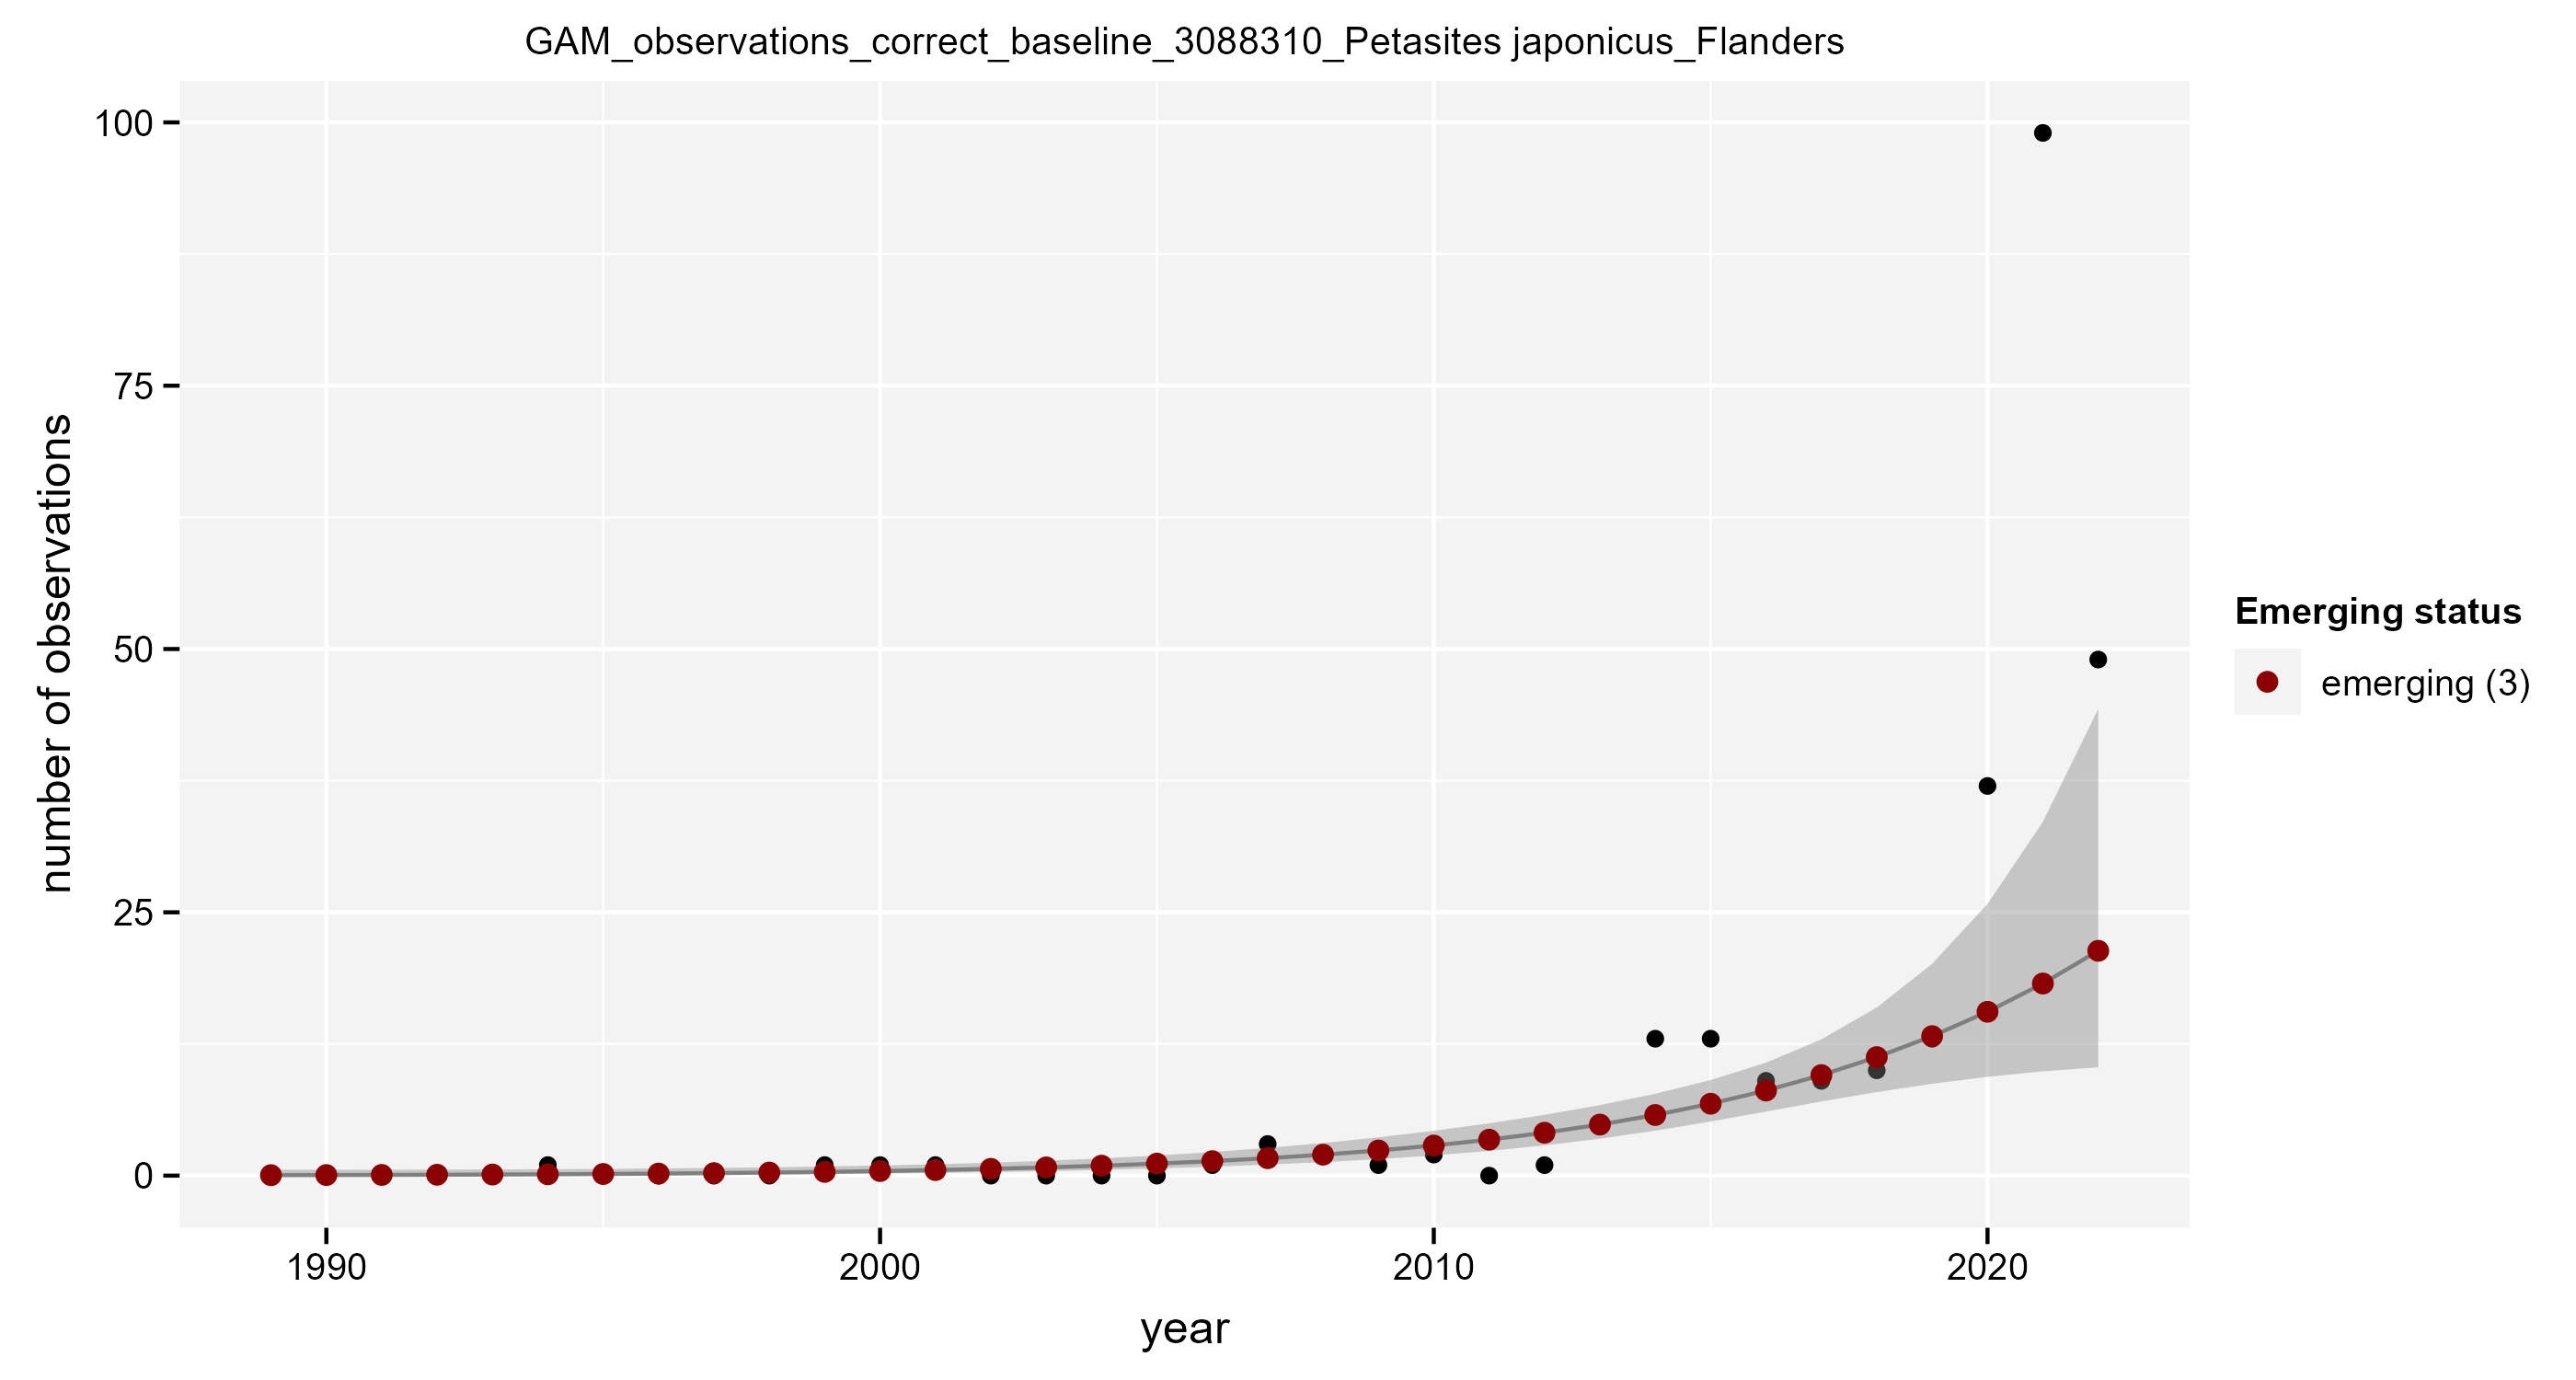 GAM_observations_correct_baseline_3088310_Petasites japonicus_Flanders
100
75
50
25
0
number of observations
1990 2000 2010 2020
year
Emerging status
emerging (3)